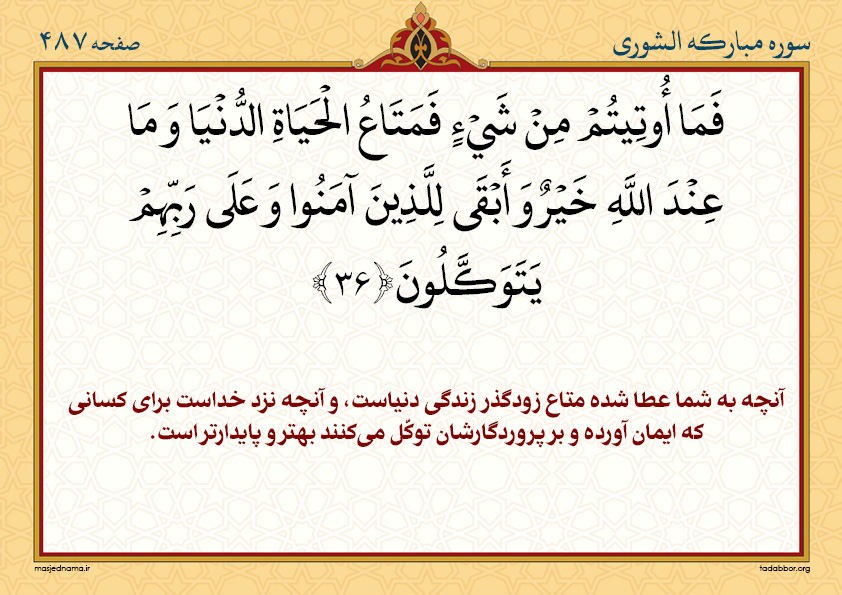 سوره مبارکه الشوری
صفحه ۴۸۷
فَمَا أُوتِيتُمْ مِنْ شَيْءٍ فَمَتَاعُ الْحَيَاةِ الدُّنْيَا وَ مَا
عِنْدَ اللَّهِ خَيْرٌ وَ أَبْقَى لِلَّذِينَ آمَنُوا وَ عَلَى رَبِّهِمْ
يَتَوَكَّلُونَ ﴿۳۶﴾
آنچه به شما عطا شده متاع زودگذر زندگی دنیاست، و آنچه نزد خداست برای کسانی
که ایمان آورده و بر پروردگارشان توکّل می‌کنند بهتر و پایدارتر است.
masjednama.ir
tadabbor.org